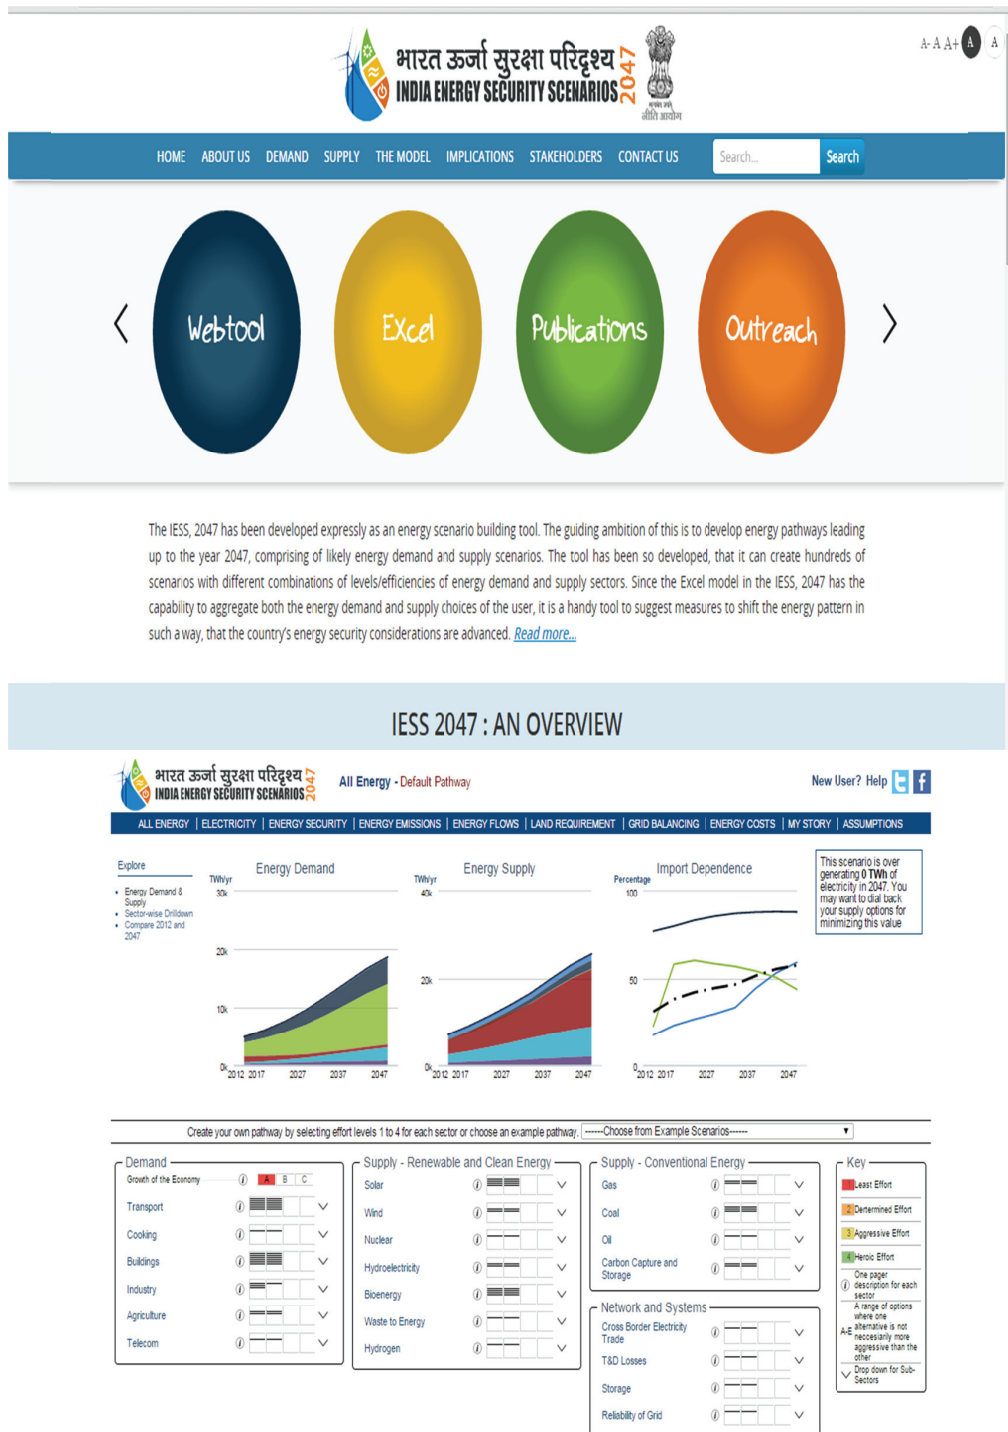 भारत ऊर्जा सुरक्षा परिदृश्य
INDIA ENERGY SECURITY SCENARIOS
2047
नीति आयोग
A- A A+ A A
HOME ABOUT US DEMAND SUPPLY THE MODEL IMPLICATIONS STAKEHOLDERS CONTACT US Search... Search
Webtool Excel Publications Outreach
The IESS, 2047 has been developed expressly as an energy scenario building tool. The guiding ambition of this is to develop energy pathways leading
up to the year 2047, comprising of likely energy demand and supply scenarios. The tool has been so developed, that it can create hundreds of
scenarios with different combinations of levels/efficiencies of energy demand and supply sectors. Since the Excel model in the IESS, 2047 has the
capability to aggregate both the energy demand and supply choices of the user, it is a handy tool to suggest measures to shift the energy pattern in
such a way, that the country's energy security considerations are advanced. Read more...
IESS 2047 : AN OVERVIEW
भारत ऊर्जा सुरक्षा परिदृश्य
INDIA ENERGY SECURITY SCENARIOS
2047
All Energy - Default Pathway
New User? Help
ALL ENERGY | ELECTRICITY | ENERGY SECURITY | ENERGY EMISSIONS | ENERGY FLOWS | LAND REQUIREMENT | GRID BALANCING | ENERGY COSTS | MY STORY | ASSUMPTIONS
Explore
Energy Demand &
Supply
Sector-wise Drilldown
Compare 2012 and
2047
Energy Demand
TWh/yr
30k
20k
10k
0k
2012 2017 2027 2037 2047
Energy Supply
TWh/yr
40k
20k
0k
2012 2017 2027 2037 2047
Import Dependence
Percentage
100
50
0
2012 2017 2027 2037 2047
This scenario is over
generating 0 TWh of
electricity in 2047. You
may want to dial back
your supply options for
minimizing this value
Create your own pathway by selecting effort levels 1 to 4 for each sector or choose an example pathway. ------Choose from Example Scenarios------
Demand
Growth of the Economy i A B C
Transport i
Cooking i
Buildings i
Industry i
Agriculture i
Telecom i
Supply - Renewable and Clean Energy
Solar i
Wind i
Nuclear i
Hydroelectricity i
Bioenergy i
Waste to Energy i
Hydrogen i
Supply - Conventional Energy
Gas i
Coal i
Oil i
Carbon Capture and
Storage i
Network and Systems
Cross Border Electricity
Trade i
T&D Losses i
Storage i
Reliability of Grid i
Key
1 Least Effort
2 Dertermined Effort
3 Aggressive Effort
4 Heroic Effort
One pager
i description for each
sector
A range of options
where one
A-E alternative is not
neccesiarily more
aggressive than the
other
Drop down for Sub-
Sectors